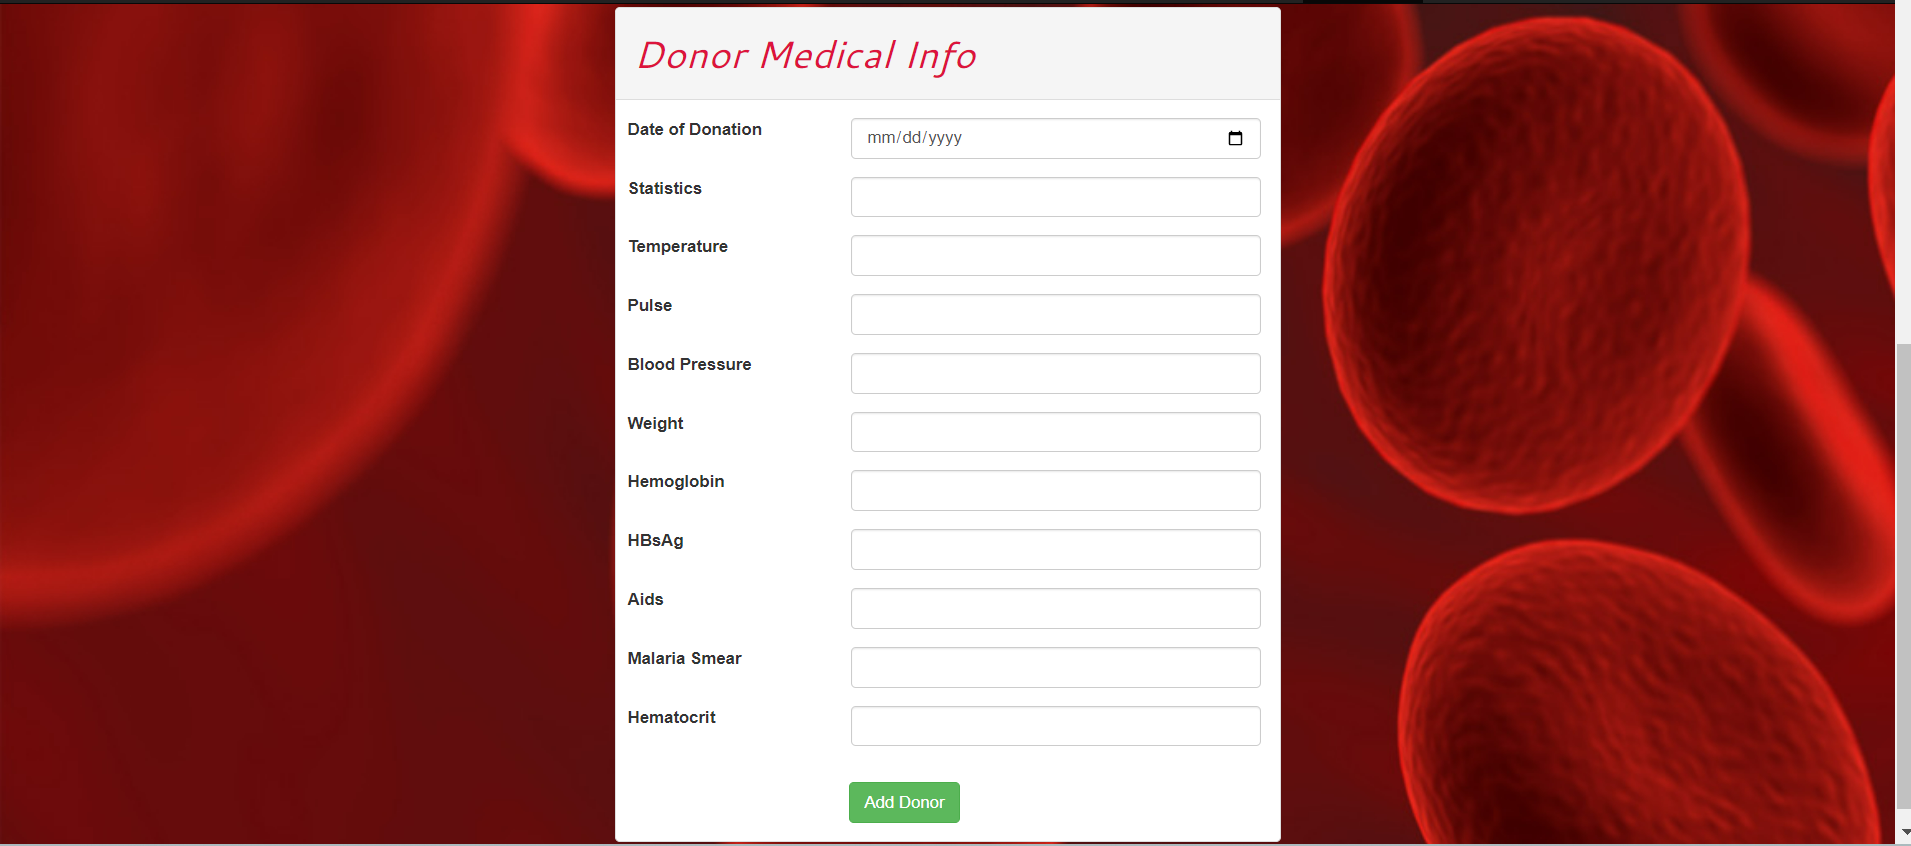 Donor Medical Info
Date of Donation mm/dd/yyyy
Statistics
Temperature
Pulse
Blood Pressure
Weight
Hemoglobin
HBsAg
Aids
Malaria Smear
Hematocrit
Add Donor